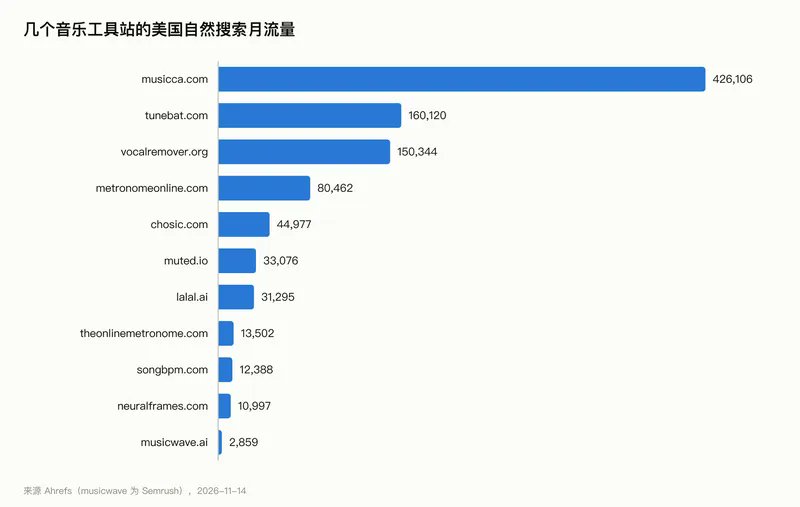 几个音乐工具站的美国自然搜索月流量
musicca.com 426,106
tunebat.com 160,120
vocalremover.org 150,344
metronomeonline.com 80,462
chosic.com 44,977
muted.io 33,076
lalal.ai 31,295
theonlinemetronome.com 13,502
songbpm.com 12,388
neuralframes.com 10,997
musicwave.ai 2,859
来源 Ahrefs（musicwave 为 Semrush），2026-11-14